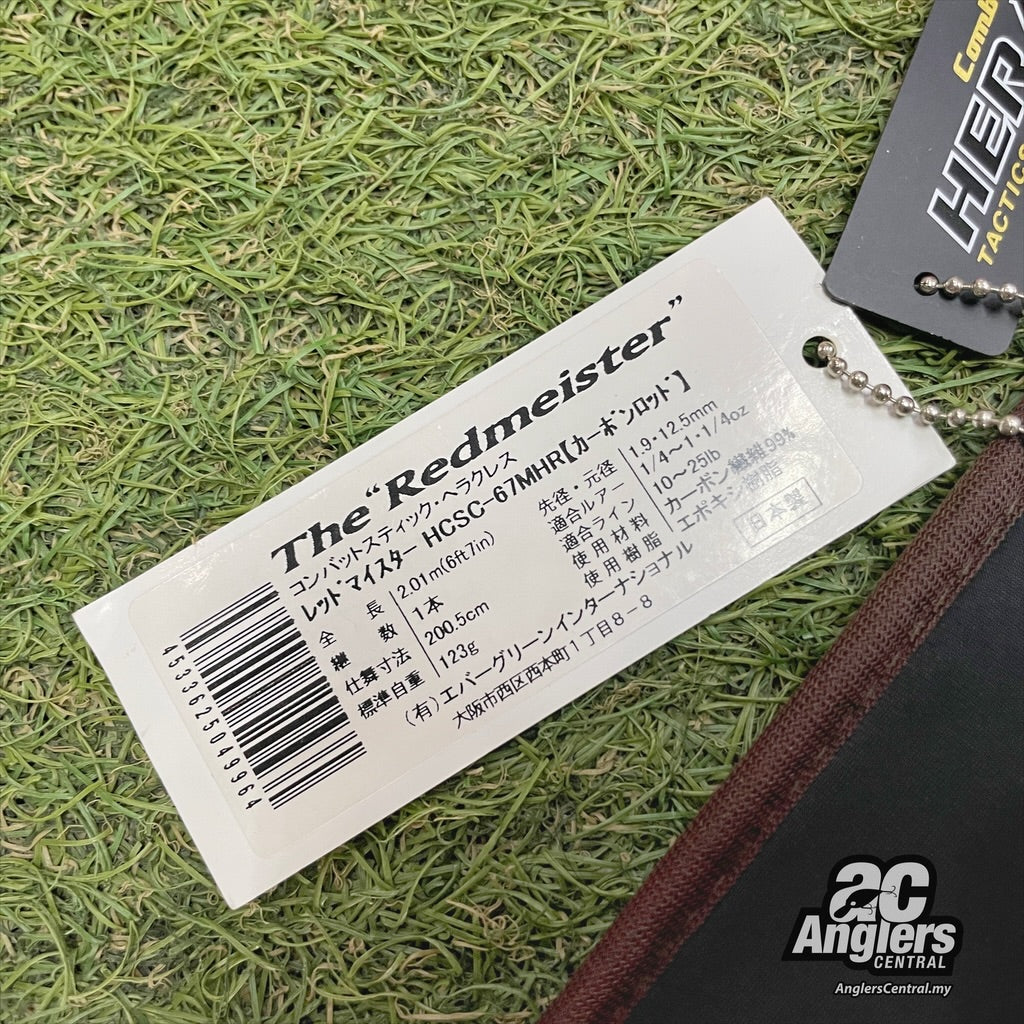 The “Redmeister”
コンバットスティック・ヘラクレス
レッドマイスター HCSC-67MHR【カーボンロッド】
全長 2.01m(6ft.7in)
継数 1本
仕舞寸法 200.5cm
標準自重 123g
先径・元径 1.9・12.5mm
適合ルアー 1/4〜1・1/4oz
適合ライン 10〜25lb
使用材料 カーボン繊維99%
使用樹脂 エポキシ樹脂
日本製
(有)エバーグリーンインターナショナル
大阪市西区西本町1丁目8-8
4533625049964
Comb
HER
TACTICS
ac
Anglers
CENTRAL
AnglersCentral.my